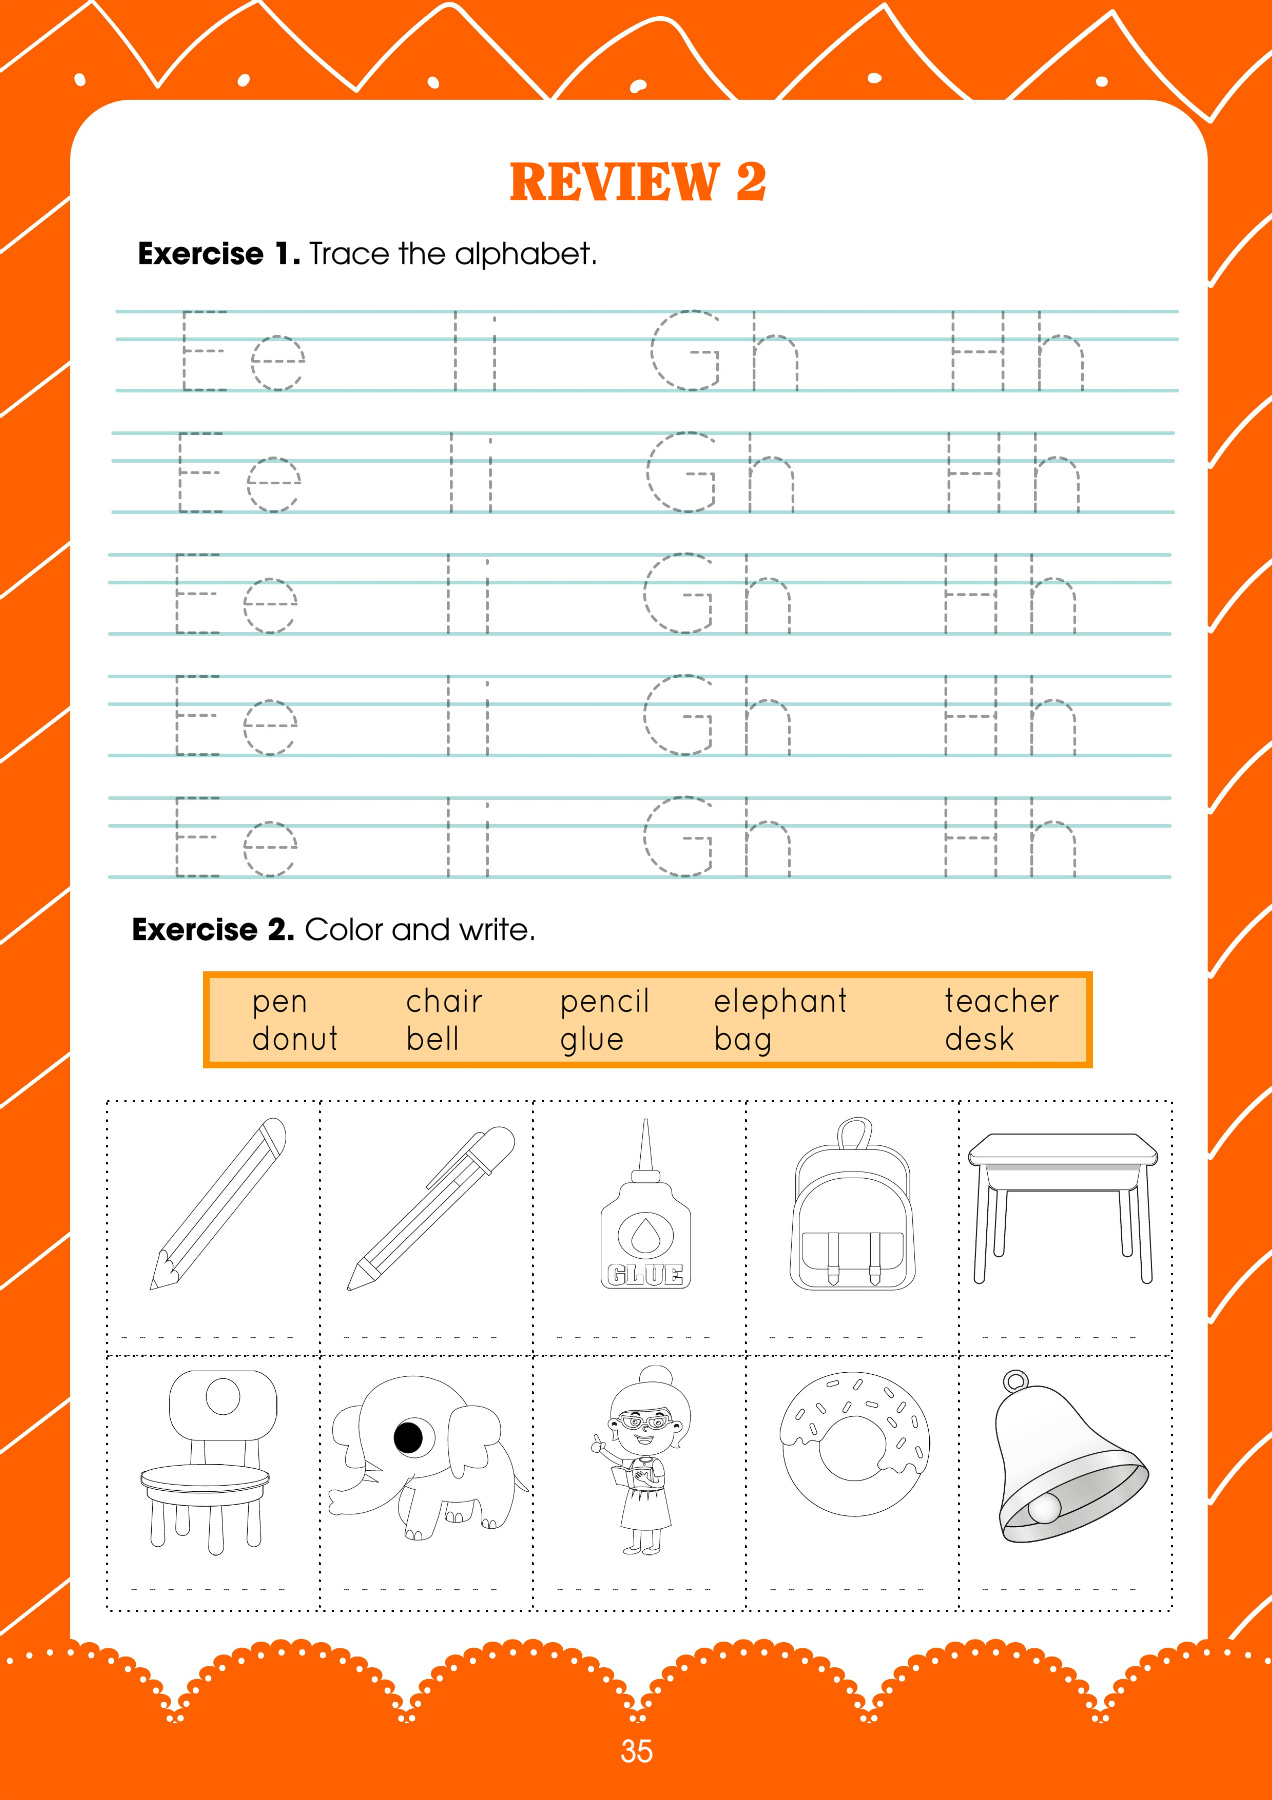 REVIEW 2
Exercise 1. Trace the alphabet.
Ee Ii Gh Hh
Ee Ii Gh Hh
Ee Ii Gh Hh
Ee Ii Gh Hh
Ee Ii Gh Hh
Exercise 2. Color and write.
pen chair pencil elephant teacher
donut bell glue bag desk
GLUE
35